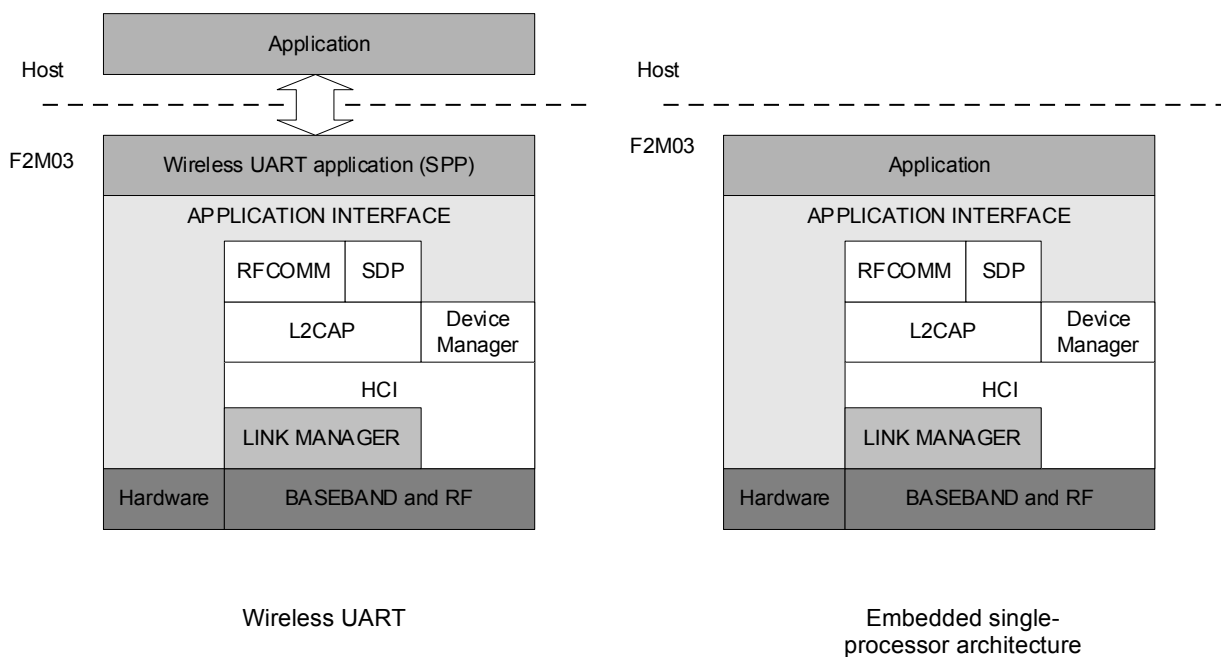 Application
Host
F2M03
Wireless UART application (SPP)
APPLICATION INTERFACE
RFCOMM
SDP
L2CAP
Device
Manager
HCI
LINK MANAGER
Hardware
BASEBAND and RF
Wireless UART
Host
F2M03
Application
APPLICATION INTERFACE
RFCOMM
SDP
L2CAP
Device
Manager
HCI
LINK MANAGER
Hardware
BASEBAND and RF
Embedded single-
processor architecture